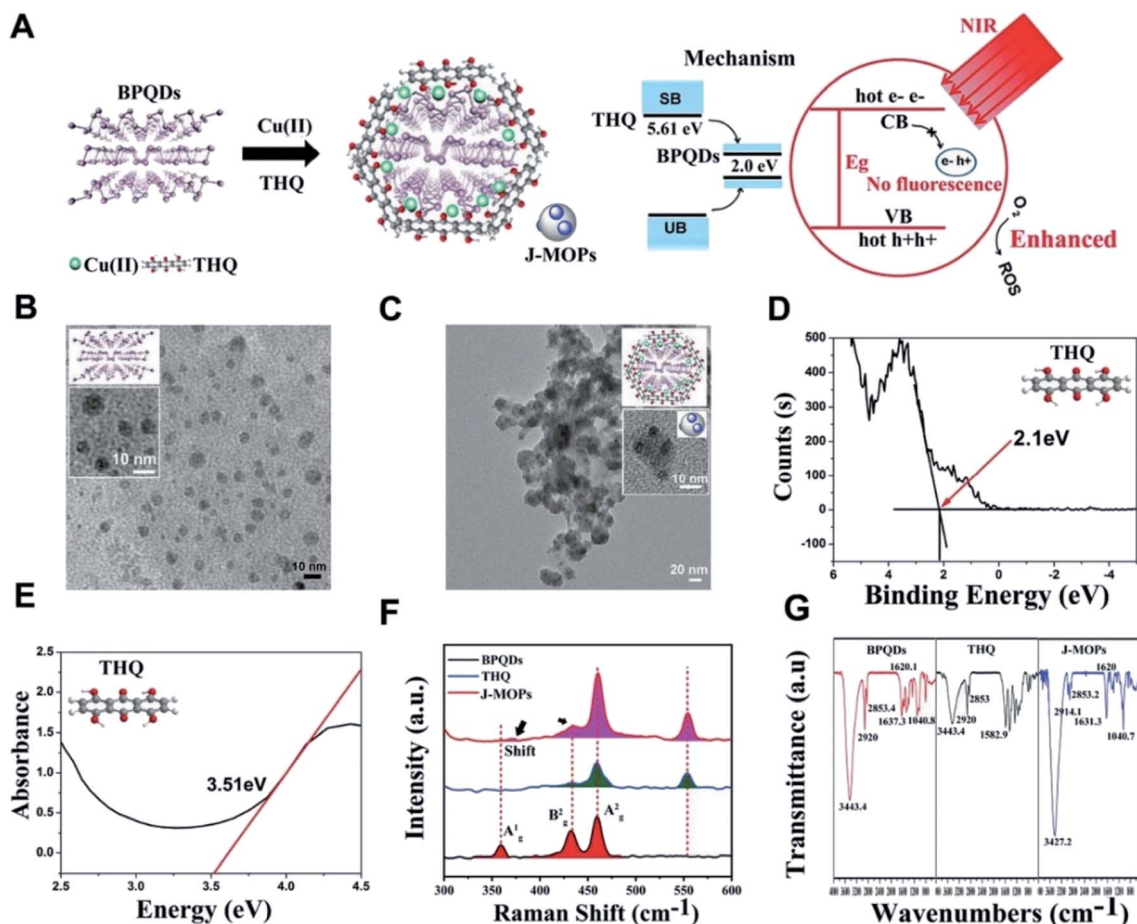 A
BPQDs
Cu(II)
THQ
Cu(II) THQ
J-MOPs
Mechanism
THQ
SB
5.61 eV
BPQDs
2.0 eV
UB
NIR
hot e- e-
CB
e- h+
Eg
No fluorescence
VB
hot h+h+
O2
Enhanced
ROS
B
10 nm
10 nm
C
10 nm
20 nm
D
THQ
2.1eV
Counts (s)
500
400
300
200
100
0
-100
6 4 2 0 -2 -4
Binding Energy (eV)
E
THQ
3.51eV
Absorbance
2.5
2.0
1.5
1.0
0.5
0.0
2.5 3.0 3.5 4.0 4.5
Energy (eV)
F
BPQDs
THQ
J-MOPs
Shift
A1g
B2g
A2g
Intensity (a.u.)
300 350 400 450 500 550 600
Raman Shift (cm-1)
G
BPQDs THQ J-MOPs
1620.1
2853.4
1637.3
1040.8
2920
3443.4
2853
2920
3443.4
1582.9
1620
2853.2
2914.1
1631.3
1040.7
3427.2
Transmittance (a.u)
Wavenumbers (cm-1)